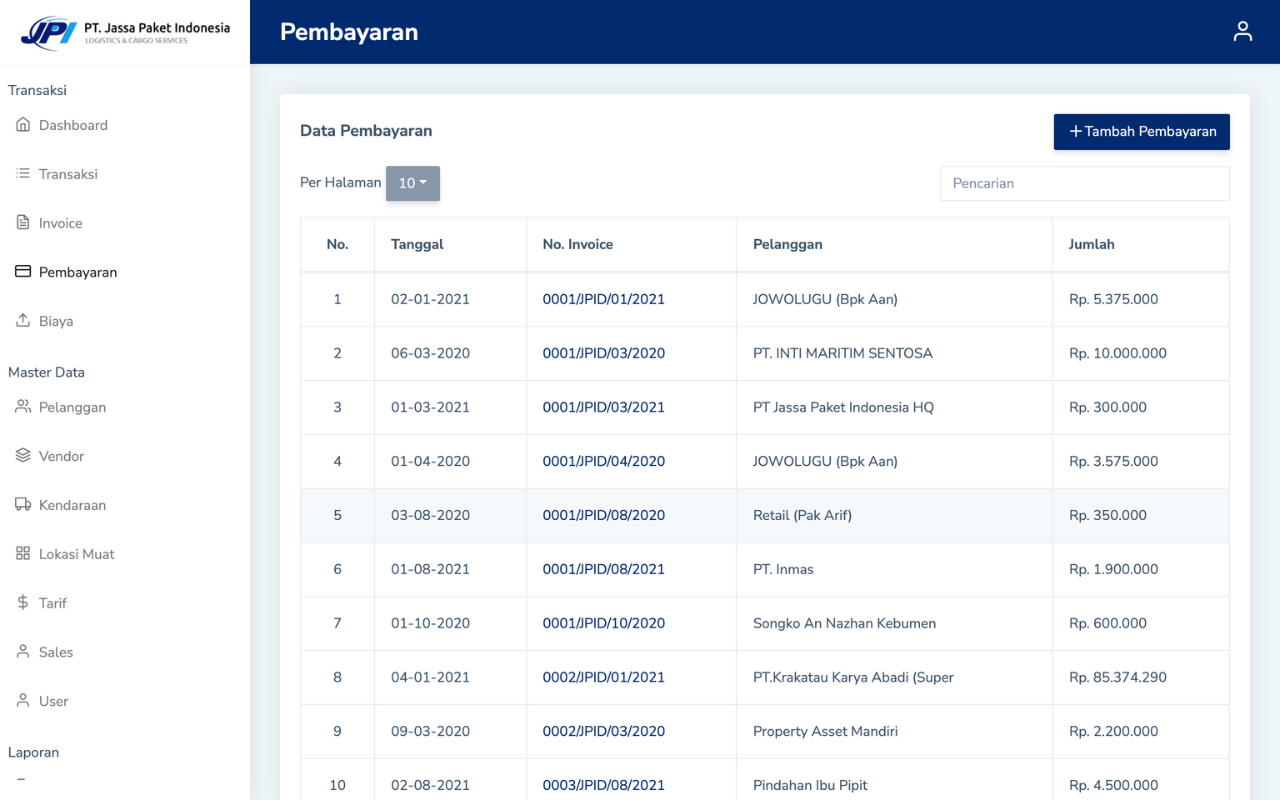 JPI PT. Jassa Paket Indonesia
LOGISTICS & CARGO SERVICES
Pembayaran
Transaksi
Dashboard
Transaksi
Invoice
Pembayaran
Biaya
Master Data
Pelanggan
Vendor
Kendaraan
Lokasi Muat
Tarif
Sales
User
Laporan
Data Pembayaran
+Tambah Pembayaran
Per Halaman 10
Pencarian
No. Tanggal No. Invoice Pelanggan Jumlah
1 02-01-2021 0001/JPID/01/2021 JOWOLUGU (Bpk Aan) Rp. 5.375.000
2 06-03-2020 0001/JPID/03/2020 PT. INTI MARITIM SENTOSA Rp. 10.000.000
3 01-03-2021 0001/JPID/03/2021 PT Jassa Paket Indonesia HQ Rp. 300.000
4 01-04-2020 0001/JPID/04/2020 JOWOLUGU (Bpk Aan) Rp. 3.575.000
5 03-08-2020 0001/JPID/08/2020 Retail (Pak Arif) Rp. 350.000
6 01-08-2021 0001/JPID/08/2021 PT. Inmas Rp. 1.900.000
7 01-10-2020 0001/JPID/10/2020 Songko An Nazhan Kebumen Rp. 600.000
8 04-01-2021 0002/JPID/01/2021 PT.Krakatau Karya Abadi (Super Rp. 85.374.290
9 09-03-2020 0002/JPID/03/2020 Property Asset Mandiri Rp. 2.200.000
10 02-08-2021 0003/JPID/08/2021 Pindahan Ibu Pipit Rp. 4.500.000